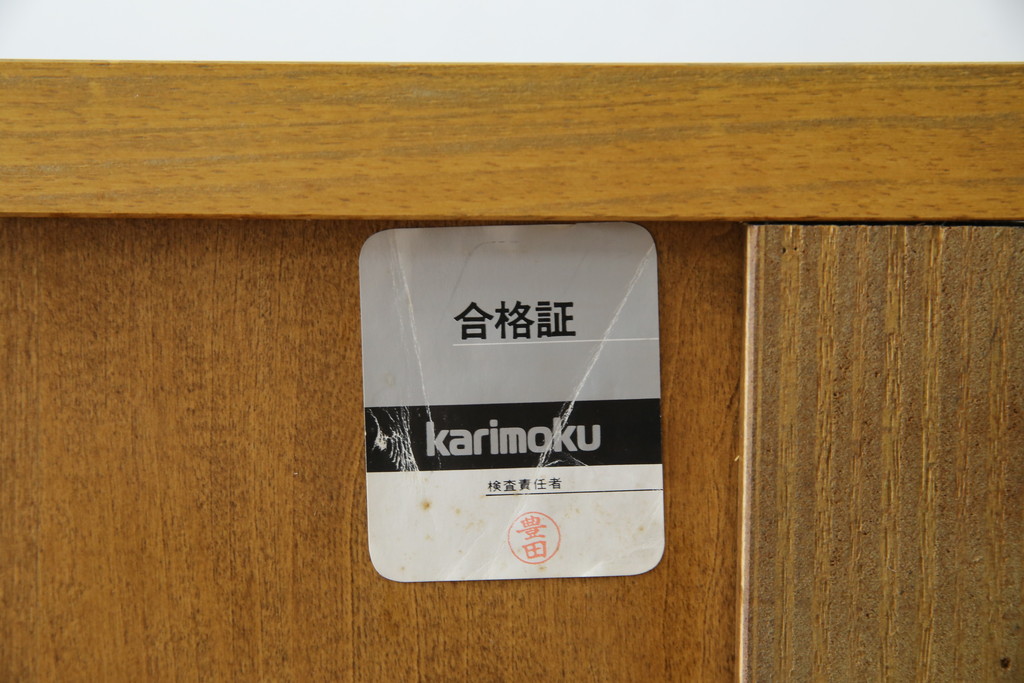 合格証
karimoku
検査責任者
豊田